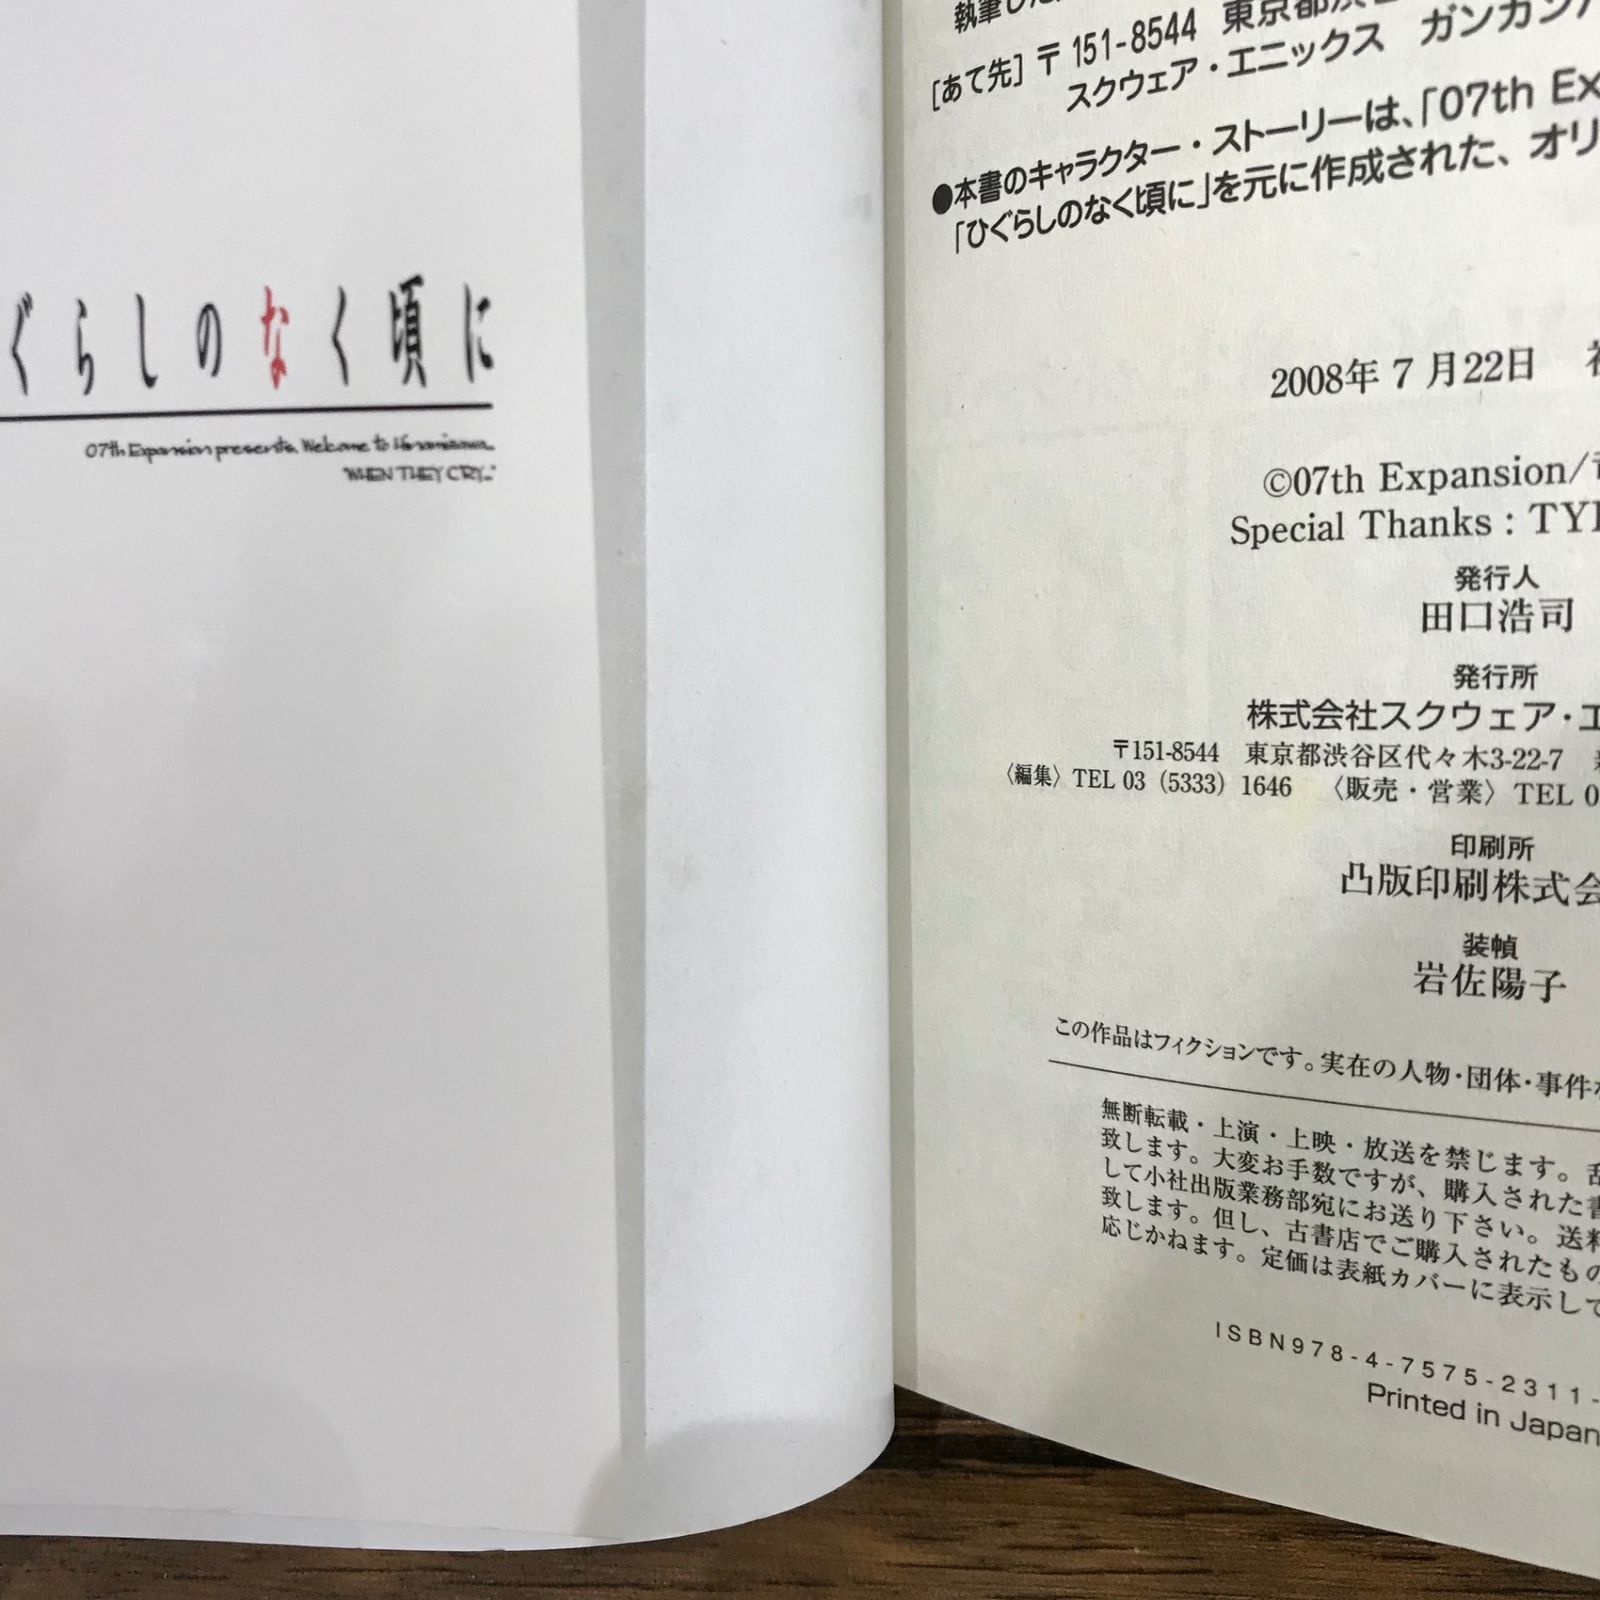 ぐらしのなく頃に
07th Expansion presents. Welcome to Hinamizawa...
"WHEN THEY CRY..."
[あて先] 〒151-8544 東京都渋
スクウェア・エニックス ガンガン
●本書のキャラクター・ストーリーは、「07th Ex
「ひぐらしのなく頃に」を元に作成された、オリ
2008年7月22日
©07th Expansion/
Special Thanks : TY
発行人
田口浩司
発行所
株式会社スクウェア・エ
〒151-8544 東京都渋谷区代々木3-22-7
〈編集〉TEL 03 (5333) 1646 〈販売・営業〉TEL 0
印刷所
凸版印刷株式会
装幀
岩佐陽子
この作品はフィクションです。実在の人物・団体・事件
無断転載・上演・上映・放送を禁じます。乱
致します。大変お手数ですが、購入された書
して小社出版業務部宛にお送り下さい。送料
致します。但し、古書店でご購入されたもの
応じかねます。定価は表紙カバーに表示して
ISBN978-4-7575-2311-
Printed in Japan